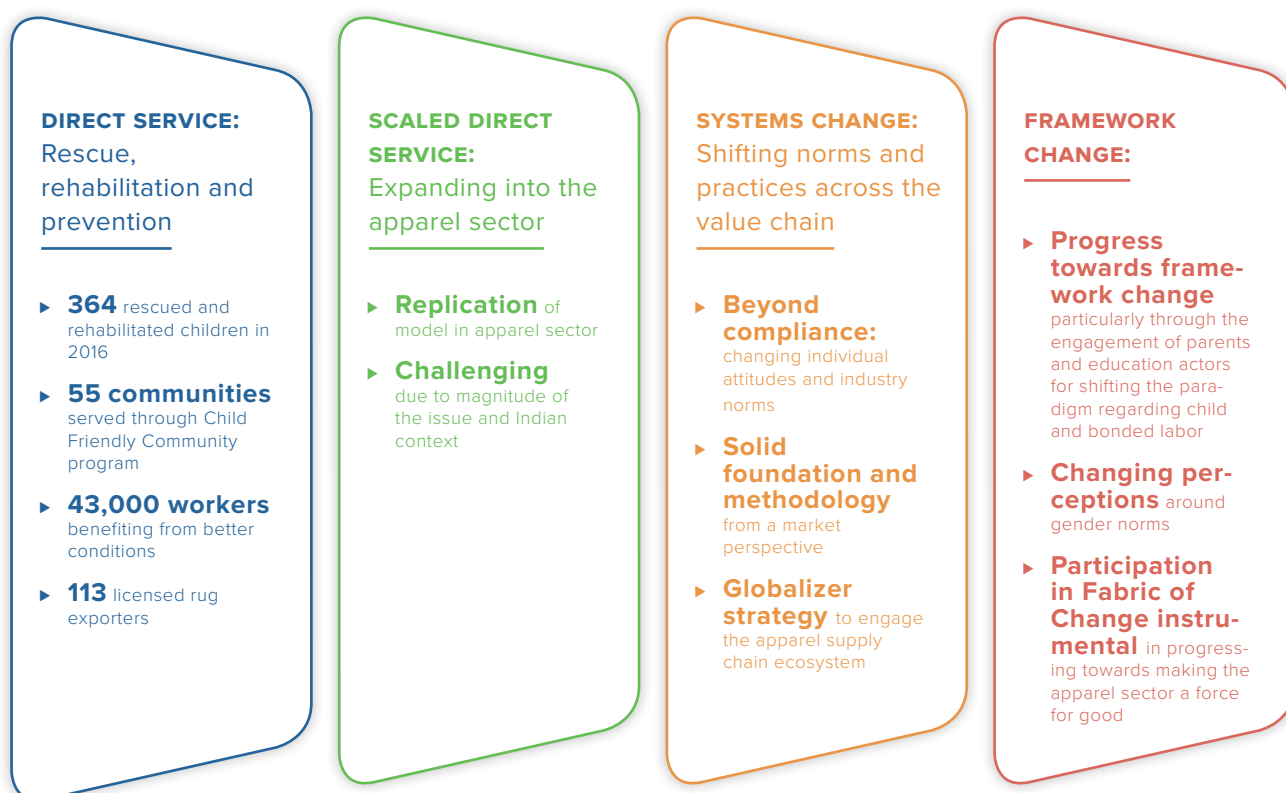 DIRECT SERVICE:
Rescue,
rehabilitation and
prevention
▸ 364 rescued and
rehabilitated children in
2016
▸ 55 communities
served through Child
Friendly Community
program
▸ 43,000 workers
benefiting from better
conditions
▸ 113 licensed rug
exporters
SCALED DIRECT
SERVICE:
Expanding into the
apparel sector
▸ Replication of
model in apparel sector
▸ Challenging
due to magnitude of
the issue and Indian
context
SYSTEMS CHANGE:
Shifting norms and
practices across the
value chain
▸ Beyond
compliance:
changing individual
attitudes and industry
norms
▸ Solid
foundation and
methodology
from a market
perspective
▸ Globalizer
strategy to engage
the apparel supply
chain ecosystem
FRAMEWORK
CHANGE:
▸ Progress
towards frame-
work change
particularly through the
engagement of parents
and education actors
for shifting the para-
digm regarding child
and bonded labor
▸ Changing per-
ceptions around
gender norms
▸ Participation
in Fabric of
Change instru-
mental in progress-
ing towards making the
apparel sector a force
for good